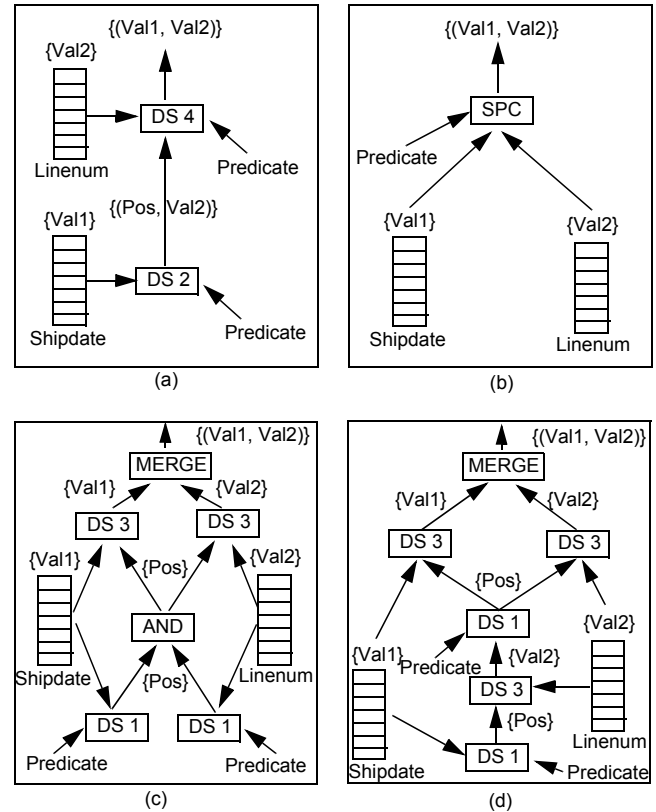 {(Val1, Val2)}
{Val2}
DS 4
Linenum
Predicate
{(Pos, Val2)}
{Val1}
DS 2
Shipdate
Predicate
(a)
{(Val1, Val2)}
SPC
Predicate
{Val1}
{Val2}
Shipdate
Linenum
(b)
{(Val1, Val2)}
MERGE
{Val1}
{Val2}
DS 3
DS 3
{Val1}
{Pos}
{Val2}
AND
Shipdate
{Pos}
Linenum
DS 1
DS 1
Predicate
Predicate
(c)
{(Val1, Val2)}
MERGE
{Val1}
{Val2}
DS 3
DS 3
{Pos}
DS 1
{Val2}
{Val1}
Predicate
{Val2}
DS 3
{Pos}
Linenum
DS 1
Shipdate
Predicate
(d)